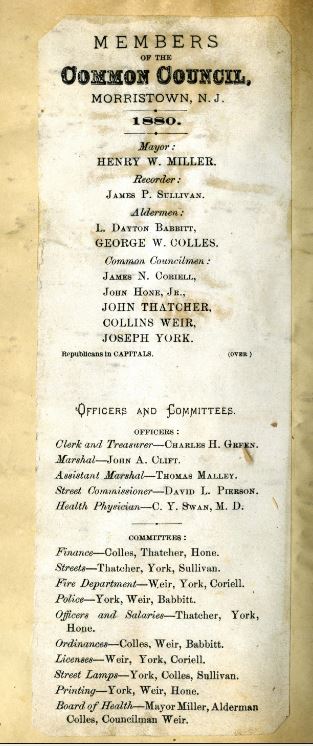 MEMBERS
OF THE
COMMON COUNCIL,
MORRISTOWN, N. J.
1880.
Mayor:
HENRY W. MILLER.
Recorder:
JAMES P. SULLIVAN.
Aldermen:
L. DAYTON BABBITT,
GEORGE W. COLLES.
Common Councilmen:
JAMES N. CORIELL,
JOHN HONE, JR.,
JOHN THATCHER,
COLLINS WEIR,
JOSEPH YORK.
Republicans in CAPITALS. (OVER)
OFFICERS AND COMMITTEES.
OFFICERS:
Clerk and Treasurer—CHARLES H. GREEN.
Marshal—JOHN A. CLIFT.
Assistant Marshal—THOMAS MALLEY.
Street Commissioner—DAVID L. PIERSON.
Health Physician—C. Y. SWAN, M. D.
COMMITTEES:
Finance—Colles, Thatcher, Hone.
Streets—Thatcher, York, Sullivan.
Fire Department—Weir, York, Coriell.
Police—York, Weir, Babbitt.
Officers and Salaries—Thatcher, York,
Hone.
Ordinances—Colles, Weir, Babbitt.
Licenses—Weir, York, Coriell.
Street Lamps—York, Colles, Sullivan.
Printing—York, Weir, Hone.
Board of Health—Mayor Miller, Alderman
Colles, Councilman Weir.